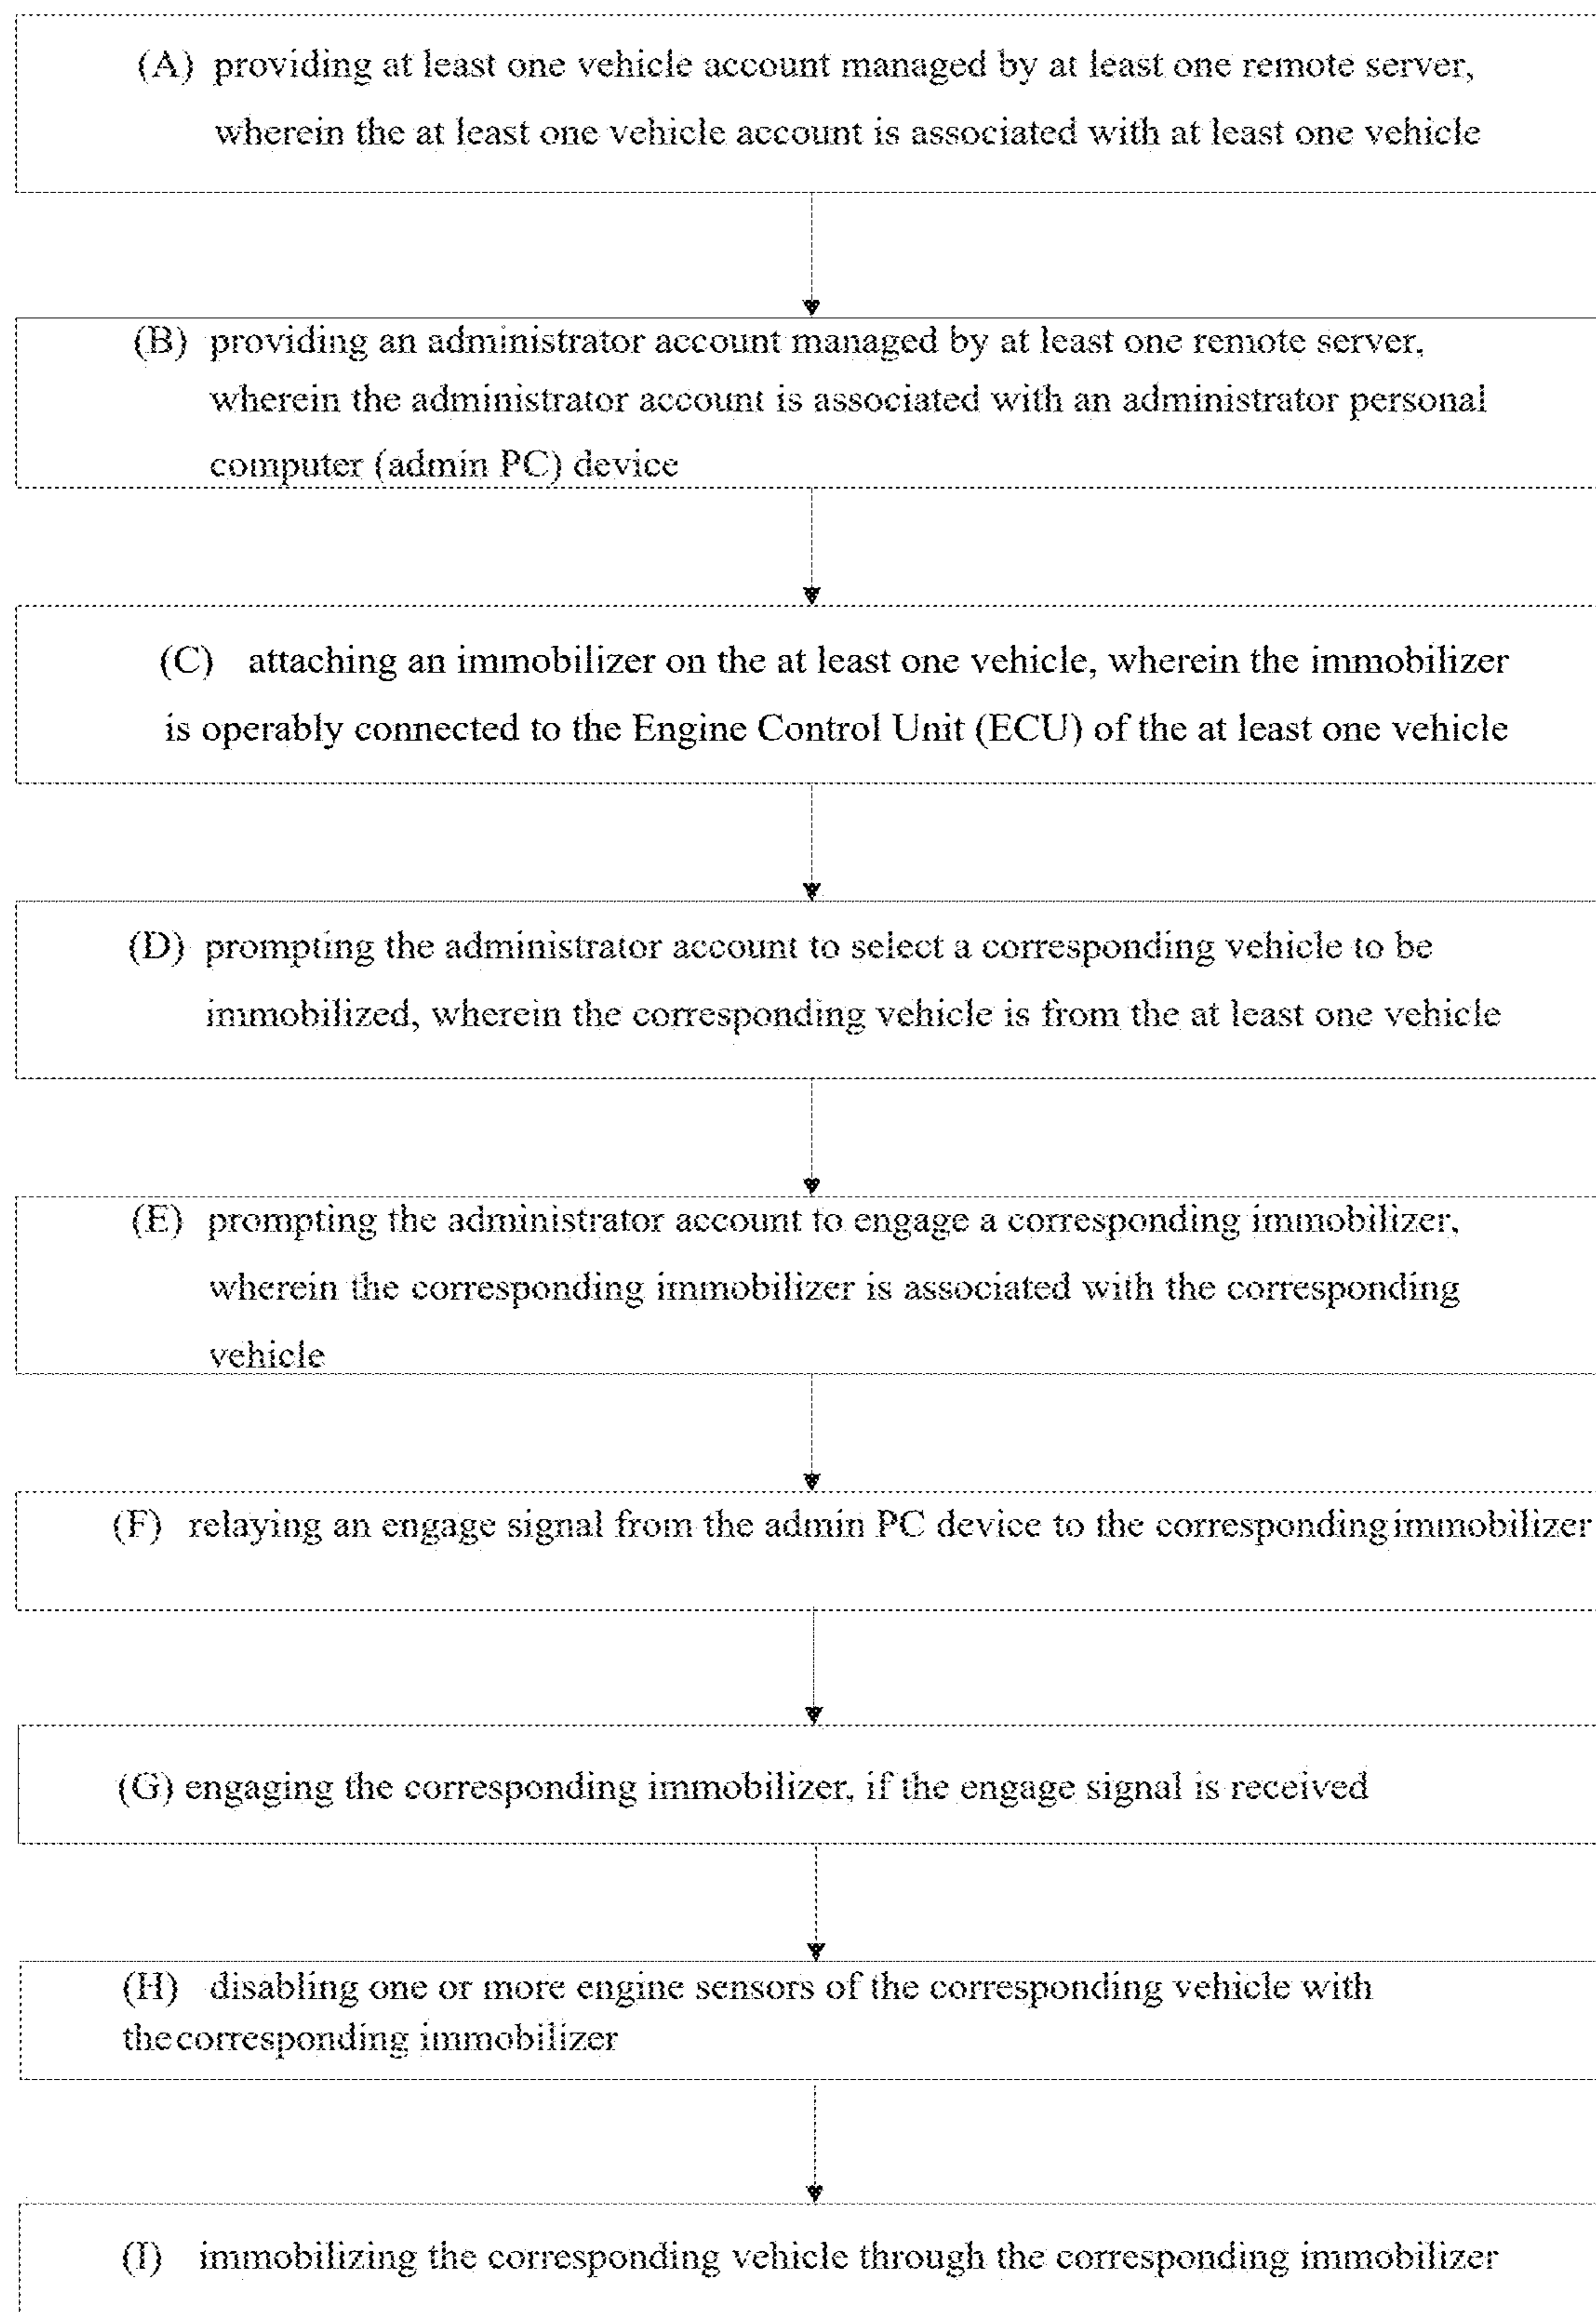 (A) providing at least one vehicle account managed by at least one remote server,
wherein the at least one vehicle account is associated with at least one vehicle
(B) providing an administrator account managed by at least one remote server,
wherein the administrator account is associated with an administrator personal
computer (admin PC) device
(C) attaching an immobilizer on the at least one vehicle, wherein the immobilizer
is operably connected to the Engine Control Unit (ECU) of the at least one vehicle
(D) prompting the administrator account to select a corresponding vehicle to be
immobilized, wherein the corresponding vehicle is from the at least one vehicle
(E) prompting the administrator account to engage a corresponding immobilizer,
wherein the corresponding immobilizer is associated with the corresponding
vehicle
(F) relaying an engage signal from the admin PC device to the correspondingimmobilizer
(G) engaging the corresponding immobilizer, if the engage signal is received
(H) disabling one or more engine sensors of the corresponding vehicle with
thecorresponding immobilizer
(I) immobilizing the corresponding vehicle through the corresponding immobilizer